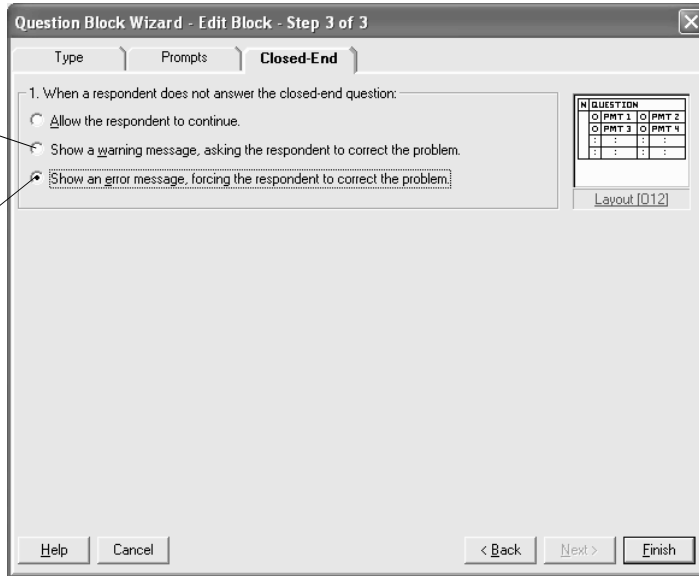 Question Block Wizard - Edit Block - Step 3 of 3
Type Prompts Closed-End
1. When a respondent does not answer the closed-end question:
Allow the respondent to continue.
Show a warning message, asking the respondent to correct the problem.
Show an error message, forcing the respondent to correct the problem.
N QUESTION
O PMT 1 O PMT 2
O PMT 3 O PMT 4
: : : :
: : : :
Layout [O12]
Help Cancel < Back Next > Finish